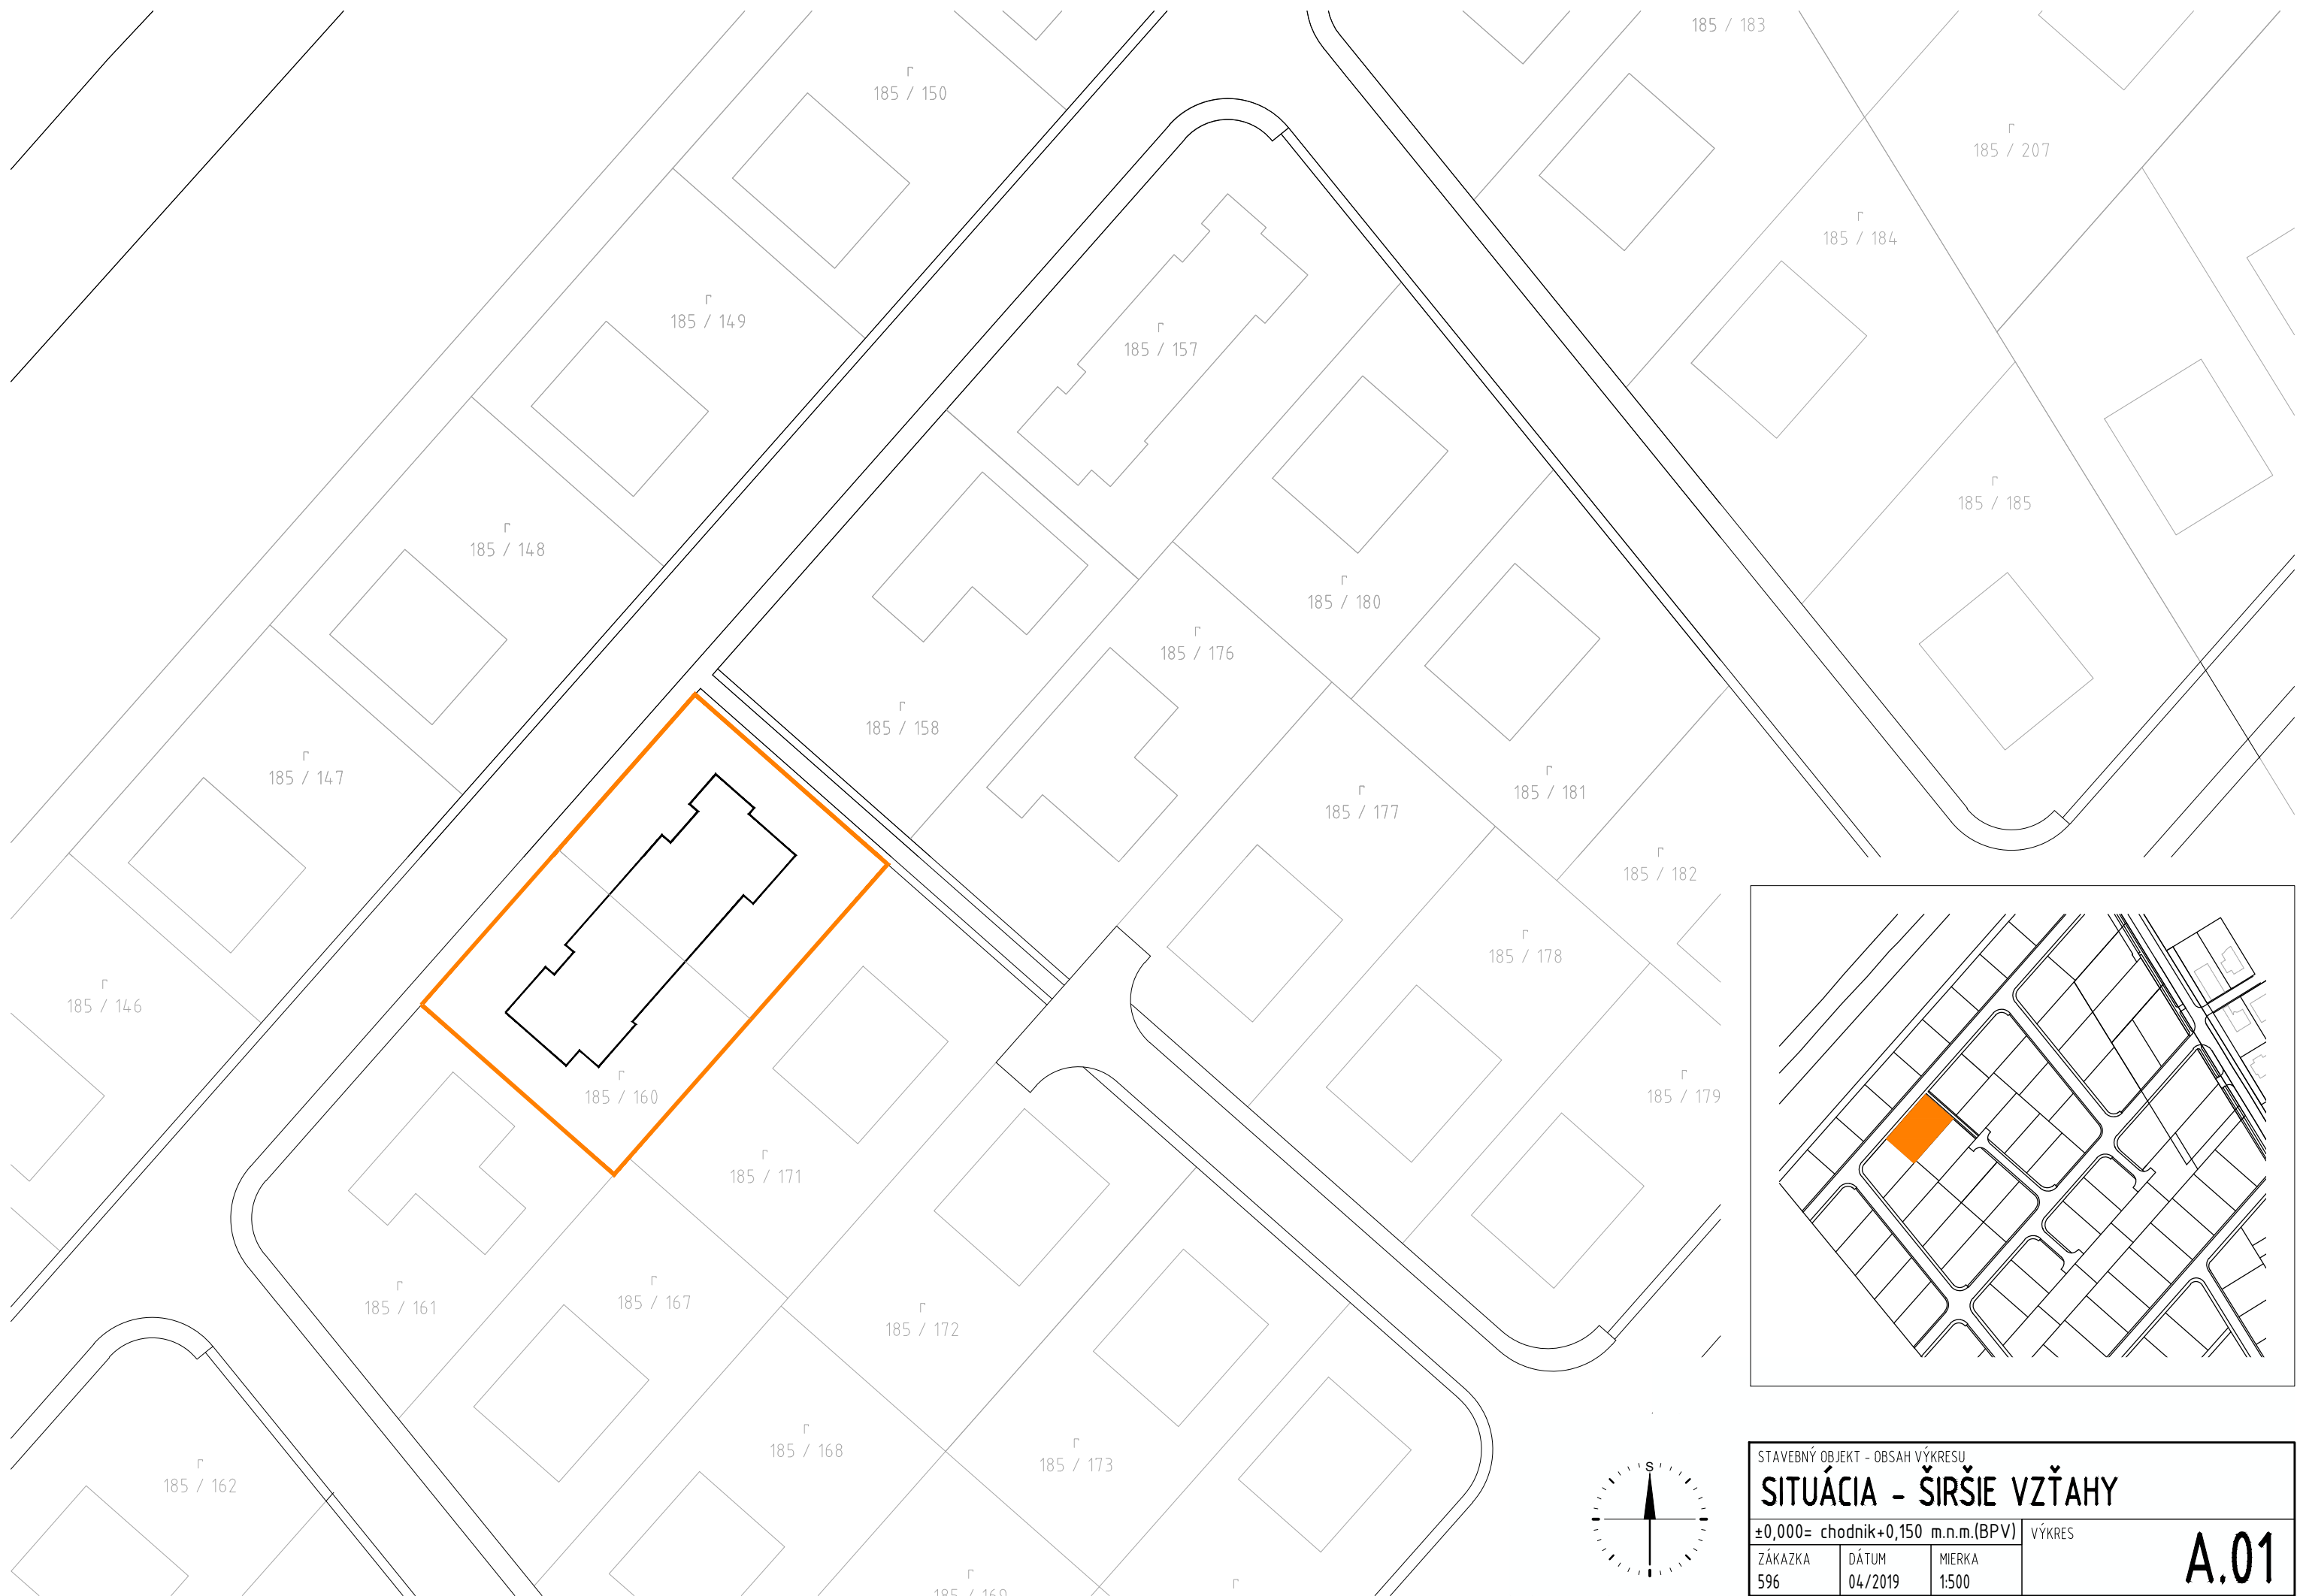 185 / 183
185 / 150
185 / 207
185 / 184
185 / 149
185 / 157
185 / 185
185 / 148
185 / 180
185 / 176
185 / 158
185 / 147
185 / 181
185 / 177
185 / 182
185 / 178
185 / 146
185 / 160
185 / 179
185 / 171
185 / 167
185 / 161
185 / 172
185 / 168
185 / 173
185 / 162
185 / 169
S
STAVEBNÝ OBJEKT - OBSAH VÝKRESU
SITUÁCIA - ŠIRŠIE VZŤAHY
±0,000= chodnik+0,150 m.n.m.(BPV)
VÝKRES
A.01
ZÁKAZKA
596
DÁTUM
04/2019
MIERKA
1:500